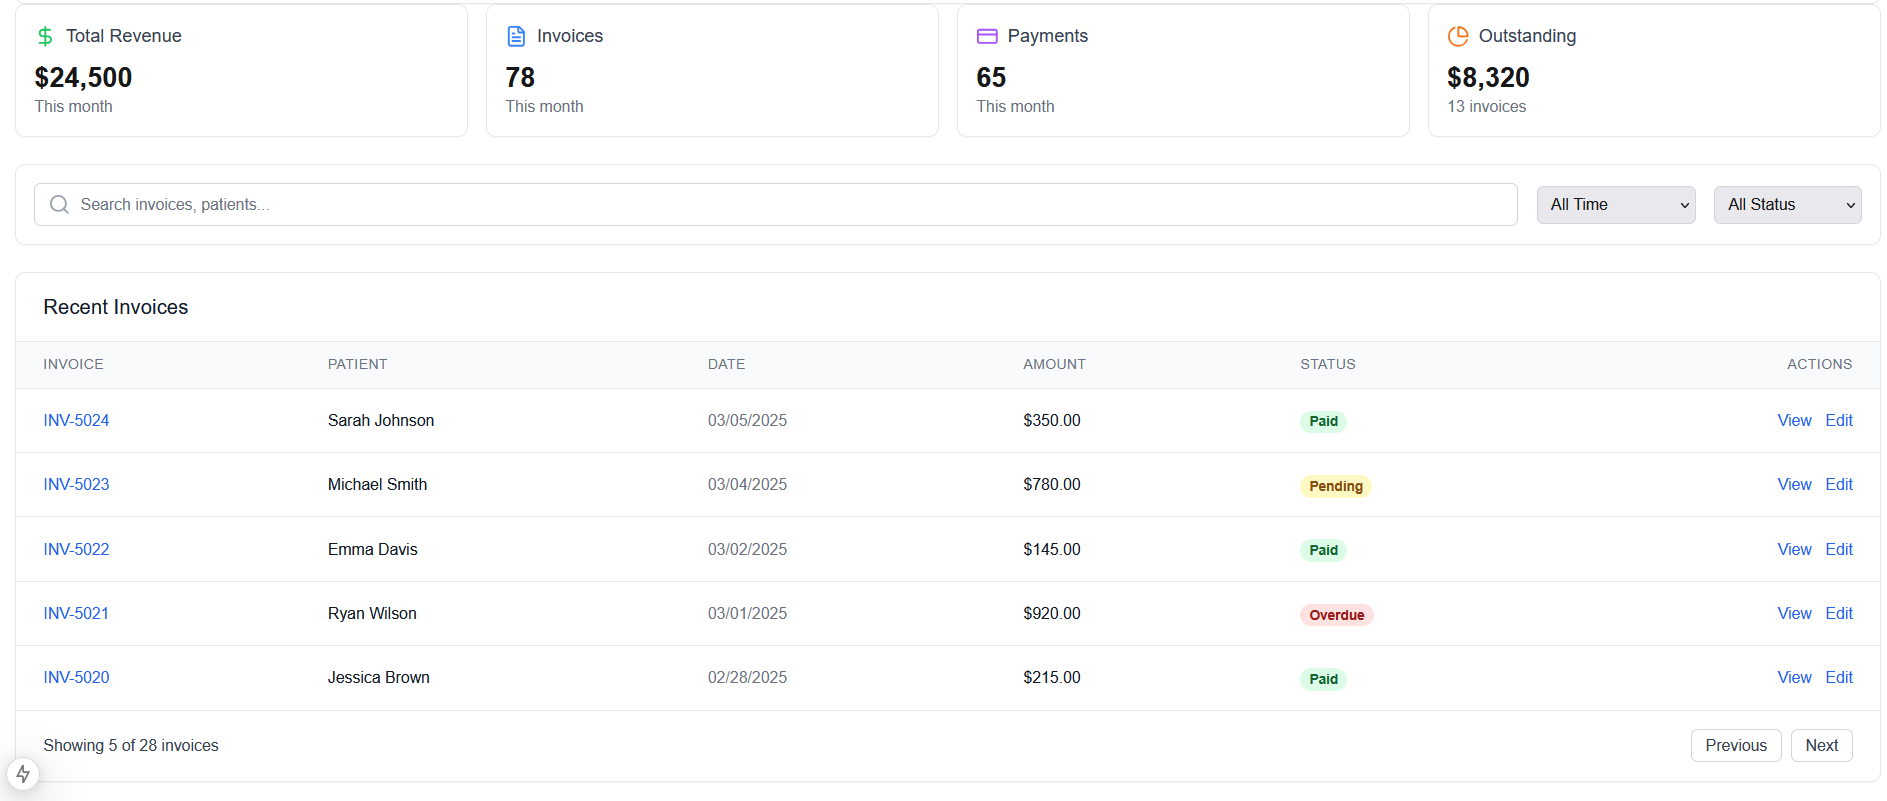 Total Revenue
$24,500
This month
Invoices
78
This month
Payments
65
This month
Outstanding
$8,320
13 invoices
Search invoices, patients...
All Time
All Status
Recent Invoices
INVOICE PATIENT DATE AMOUNT STATUS ACTIONS
INV-5024 Sarah Johnson 03/05/2025 $350.00 Paid View Edit
INV-5023 Michael Smith 03/04/2025 $780.00 Pending View Edit
INV-5022 Emma Davis 03/02/2025 $145.00 Paid View Edit
INV-5021 Ryan Wilson 03/01/2025 $920.00 Overdue View Edit
INV-5020 Jessica Brown 02/28/2025 $215.00 Paid View Edit
Showing 5 of 28 invoices
Previous Next